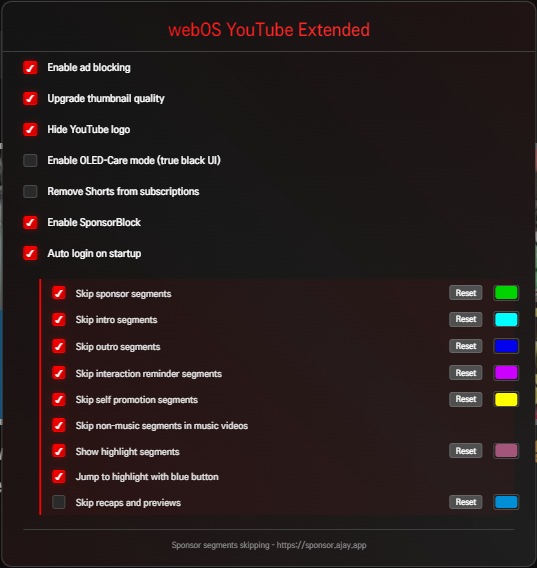 webOS YouTube Extended
Enable ad blocking
Upgrade thumbnail quality
Hide YouTube logo
Enable OLED-Care mode (true black UI)
Remove Shorts from subscriptions
Enable SponsorBlock
Auto login on startup
Skip sponsor segments Reset
Skip intro segments Reset
Skip outro segments Reset
Skip interaction reminder segments Reset
Skip self promotion segments Reset
Skip non-music segments in music videos
Show highlight segments Reset
Jump to highlight with blue button
Skip recaps and previews Reset
Sponsor segments skipping - https://sponsor.ajay.app